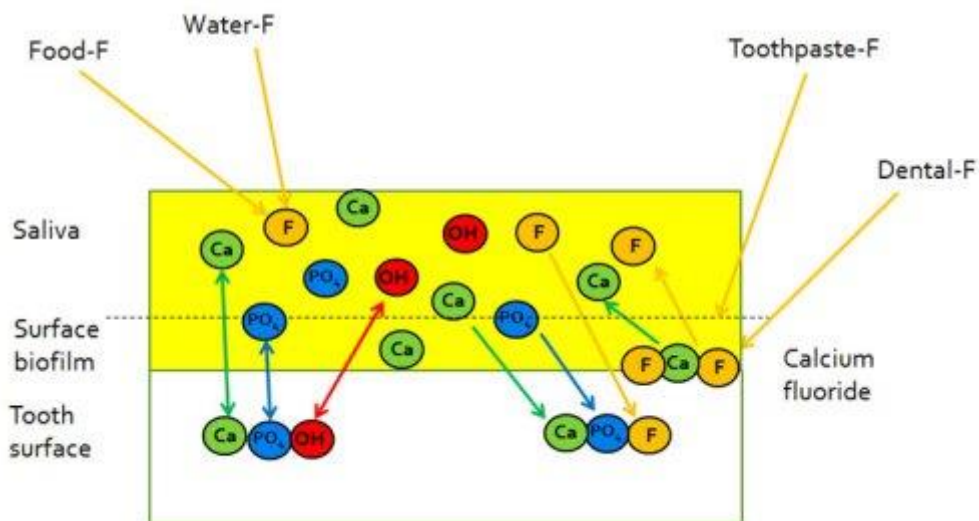 Water-F
Food-F
Toothpaste-F
Dental-F
Saliva
Ca
F
OH
F
F
Ca
PO₄
OH
Ca
Ca
PO₄
PO₄
Surface
biofilm
Ca
F Ca F
Calcium
fluoride
Tooth
surface
Ca PO₄ OH
Ca PO₄ F